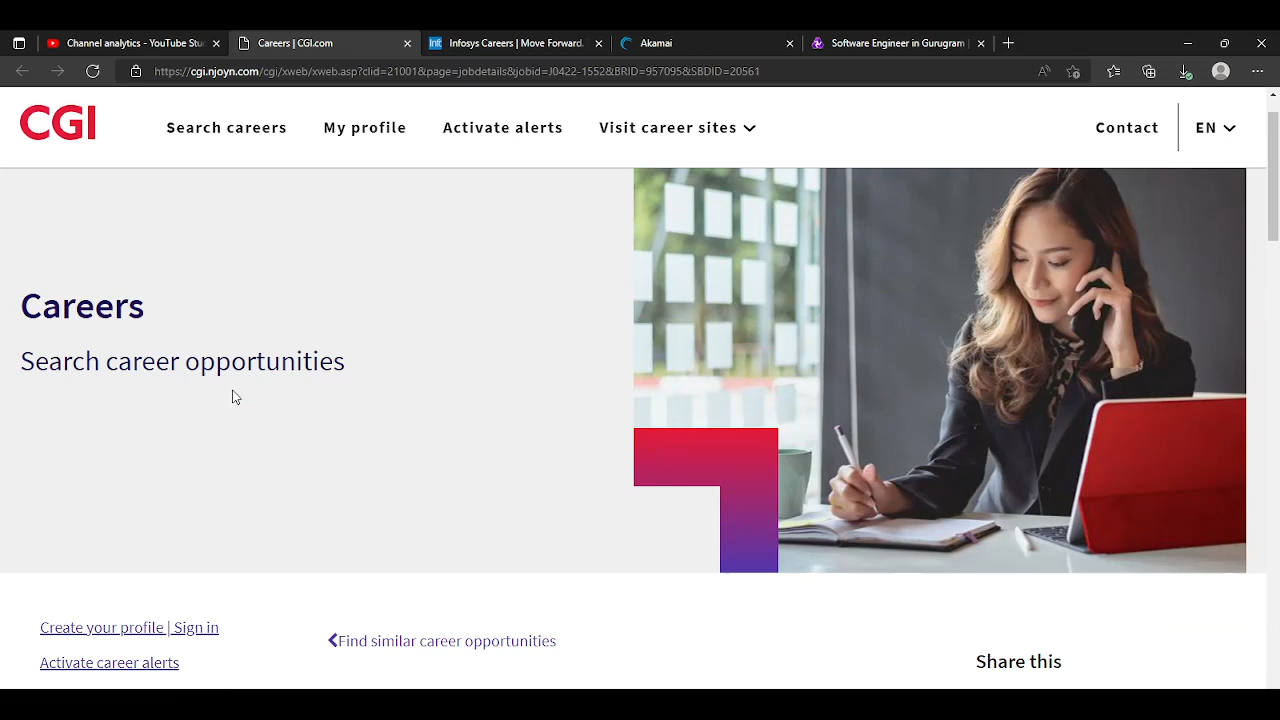 Channel analytics - YouTube Stu
Careers | CGI.com
Infosys Careers | Move Forward.
Akamai
Software Engineer in Gurugram |
https://cgi.njoyn.com/cgi/xweb/xweb.asp?clid=21001&page=jobdetails&jobid=J0422-1552&BRID=957095&SBDID=20561
CGI
Search careers
My profile
Activate alerts
Visit career sites
Contact
EN
Careers
Search career opportunities
Create your profile | Sign in
Find similar career opportunities
Activate career alerts
Share this